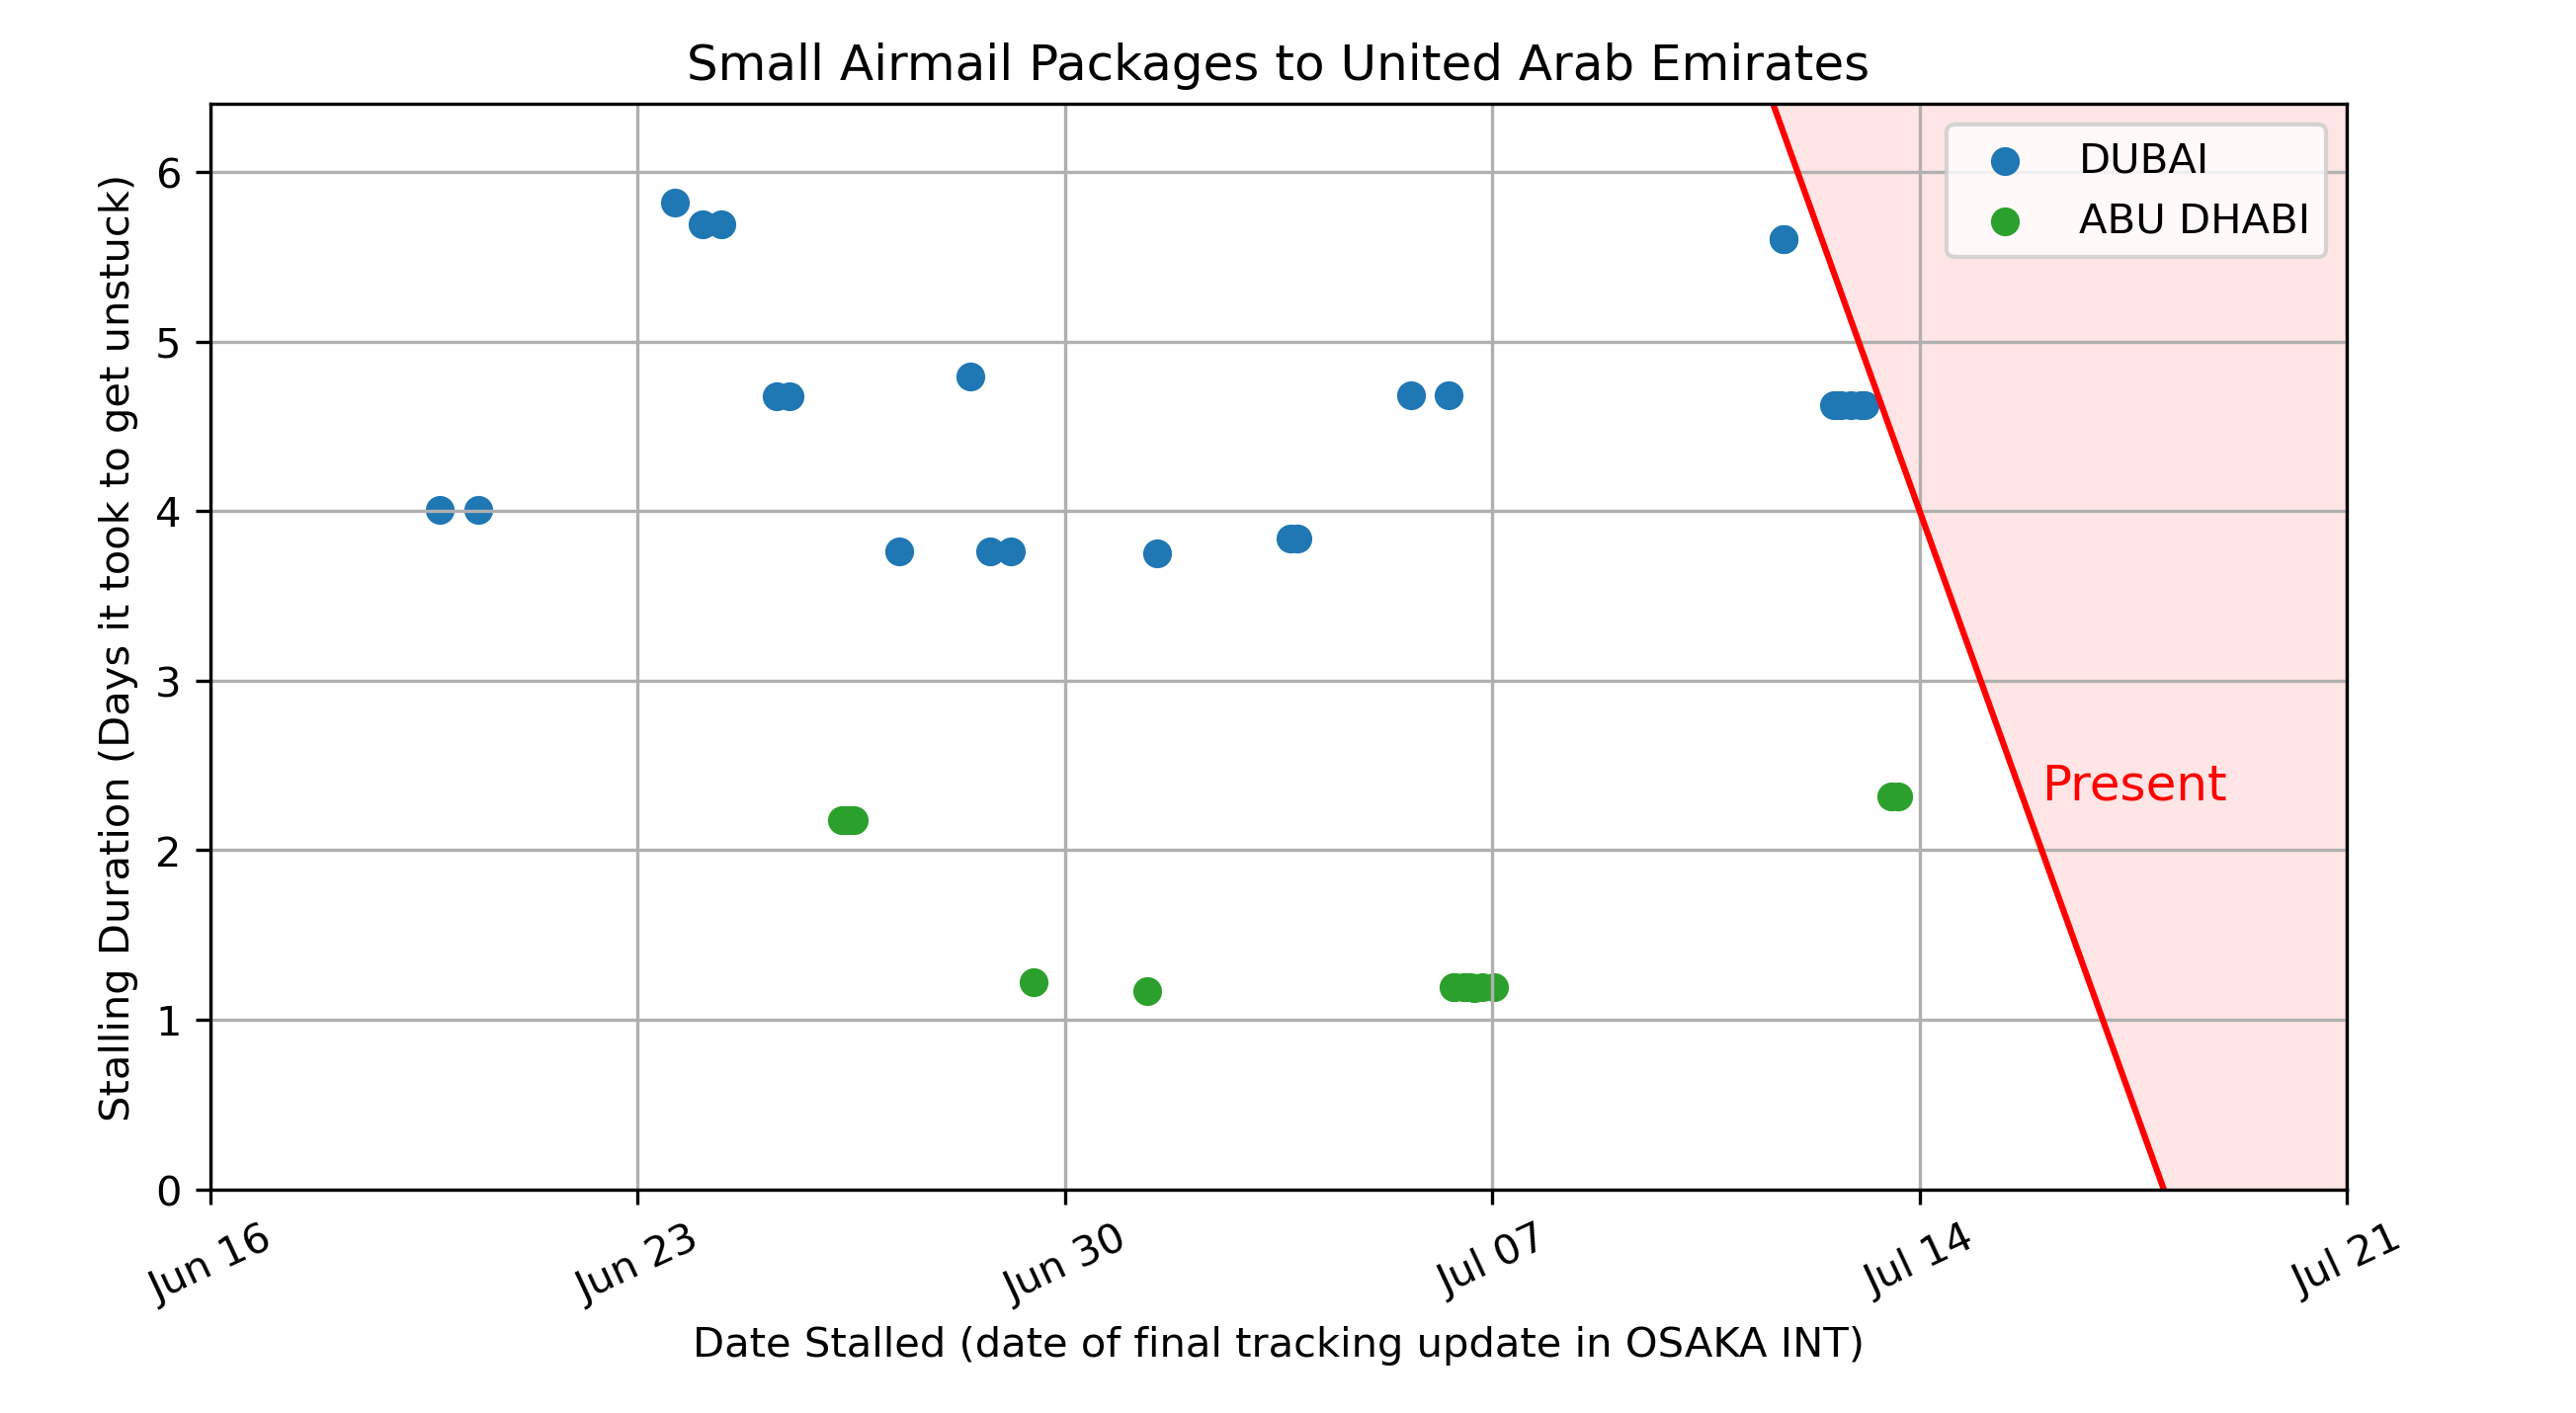 Small Airmail Packages to United Arab Emirates
DUBAI
ABU DHABI
Present
Stalling Duration (Days it took to get unstuck)
6
5
4
3
2
1
0
Jun 16
Jun 23
Jun 30
Jul 07
Jul 14
Jul 21
Date Stalled (date of final tracking update in OSAKA INT)